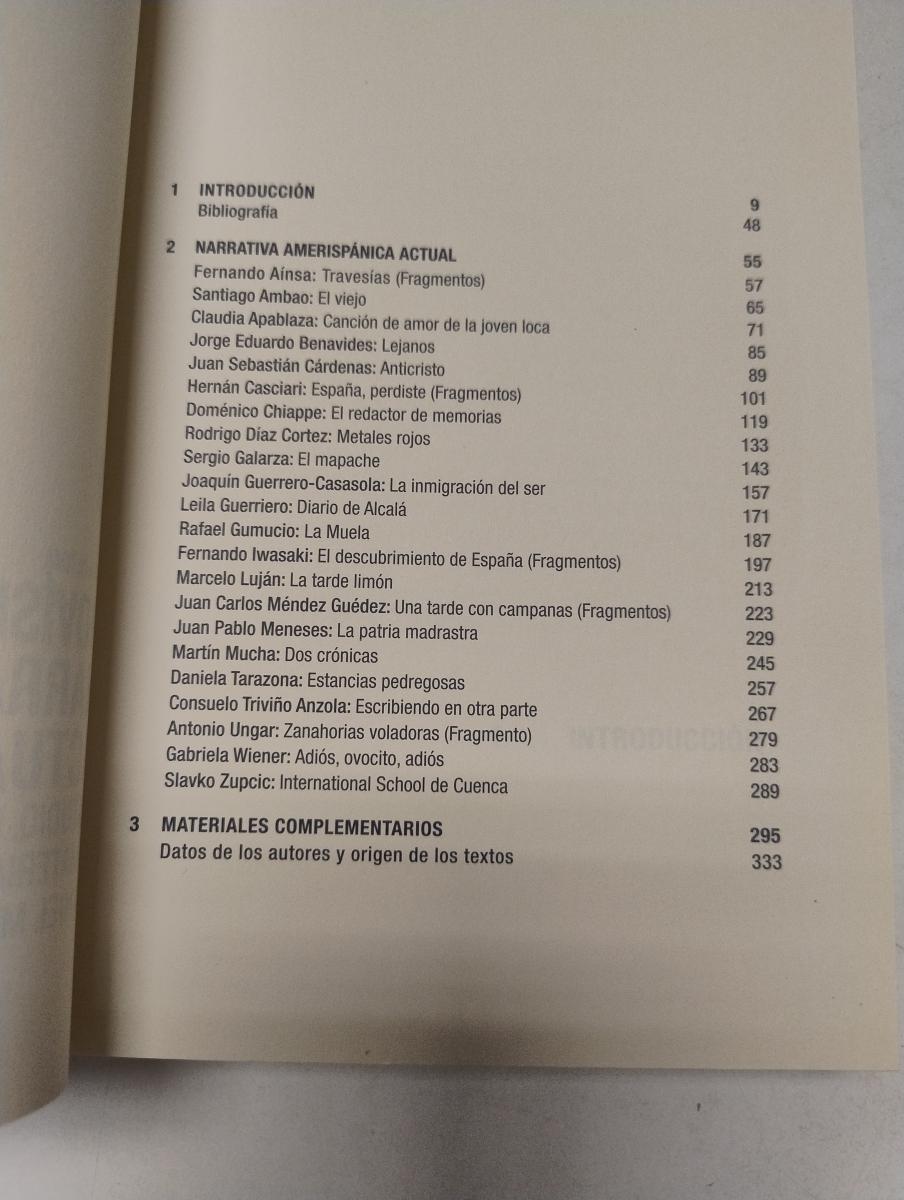 1 INTRODUCCIÓN 9
Bibliografía 48
2 NARRATIVA AMERISPÁNICA ACTUAL 55
Fernando Aínsa: Travesías (Fragmentos) 57
Santiago Ambao: El viejo 65
Claudia Apablaza: Canción de amor de la joven loca 71
Jorge Eduardo Benavides: Lejanos 85
Juan Sebastián Cárdenas: Anticristo 89
Hernán Casciari: España, perdiste (Fragmentos) 101
Doménico Chiappe: El redactor de memorias 119
Rodrigo Díaz Cortez: Metales rojos 133
Sergio Galarza: El mapache 143
Joaquín Guerrero-Casasola: La inmigración del ser 157
Leila Guerriero: Diario de Alcalá 171
Rafael Gumucio: La Muela 187
Fernando Iwasaki: El descubrimiento de España (Fragmentos) 197
Marcelo Luján: La tarde limón 213
Juan Carlos Méndez Guédez: Una tarde con campanas (Fragmentos) 223
Juan Pablo Meneses: La patria madrastra 229
Martín Mucha: Dos crónicas 245
Daniela Tarazona: Estancias pedregosas 257
Consuelo Triviño Anzola: Escribiendo en otra parte 267
Antonio Ungar: Zanahorias voladoras (Fragmento) 279
Gabriela Wiener: Adiós, ovocito, adiós 283
Slavko Zupcic: International School de Cuenca 289
3 MATERIALES COMPLEMENTARIOS 295
Datos de los autores y origen de los textos 333